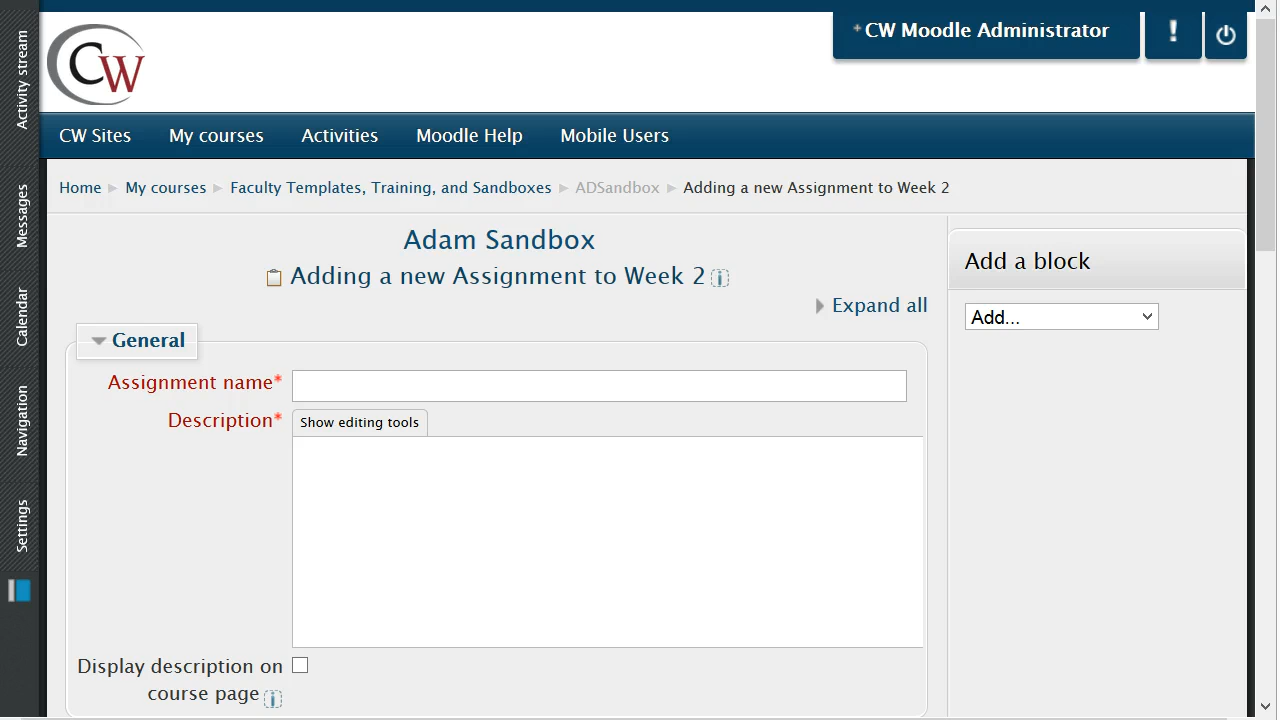 Activity stream
Messages
Calendar
Navigation
Settings
CW
CW Moodle Administrator
!
CW Sites My courses Activities Moodle Help Mobile Users
Home My courses Faculty Templates, Training, and Sandboxes ADSandbox Adding a new Assignment to Week 2
Adam Sandbox
Adding a new Assignment to Week 2 i
Expand all
General
Assignment name*
Description* Show editing tools
Display description on
course page i
Add a block
Add...